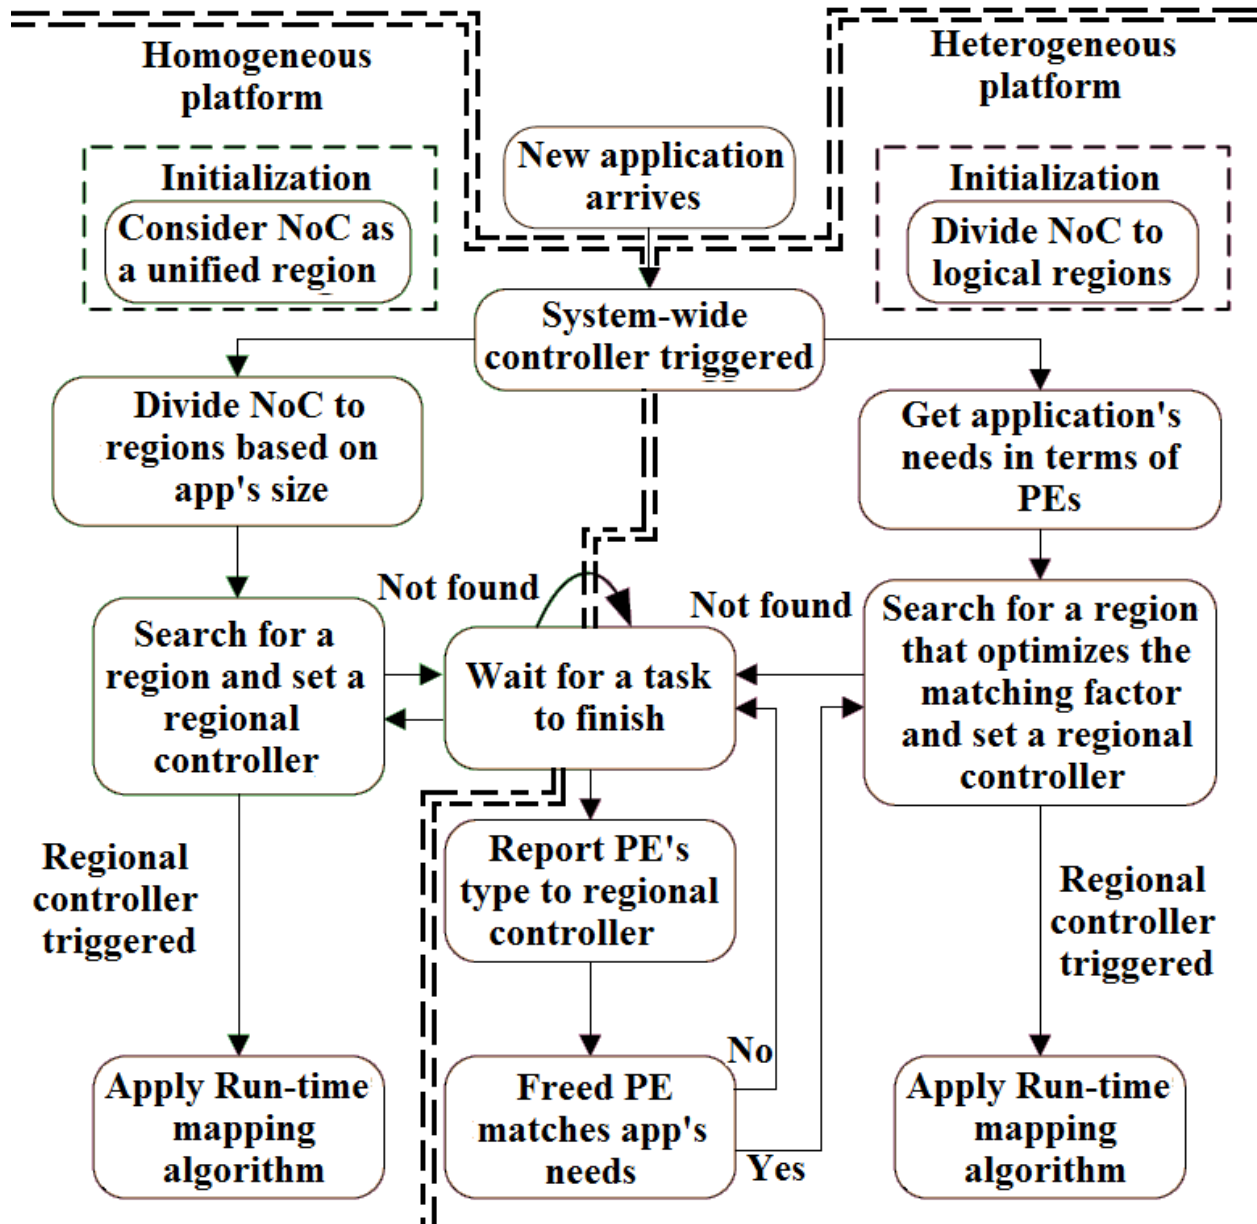 Homogeneous
platform
Heterogeneous
platform
New application
arrives
Initialization
Consider NoC as
a unified region
Initialization
Divide NoC to
logical regions
System-wide
controller triggered
Divide NoC to
regions based on
app's size
Get application's
needs in terms of
PEs
Not found
Not found
Search for a
region and set a
regional
controller
Wait for a task
to finish
Search for a region
that optimizes the
matching factor
and set a regional
controller
Report PE's
type to regional
controller
Regional
controller
triggered
Regional
controller
triggered
No
Yes
Apply Run-time
mapping
algorithm
Freed PE
matches app's
needs
Apply Run-time
mapping
algorithm